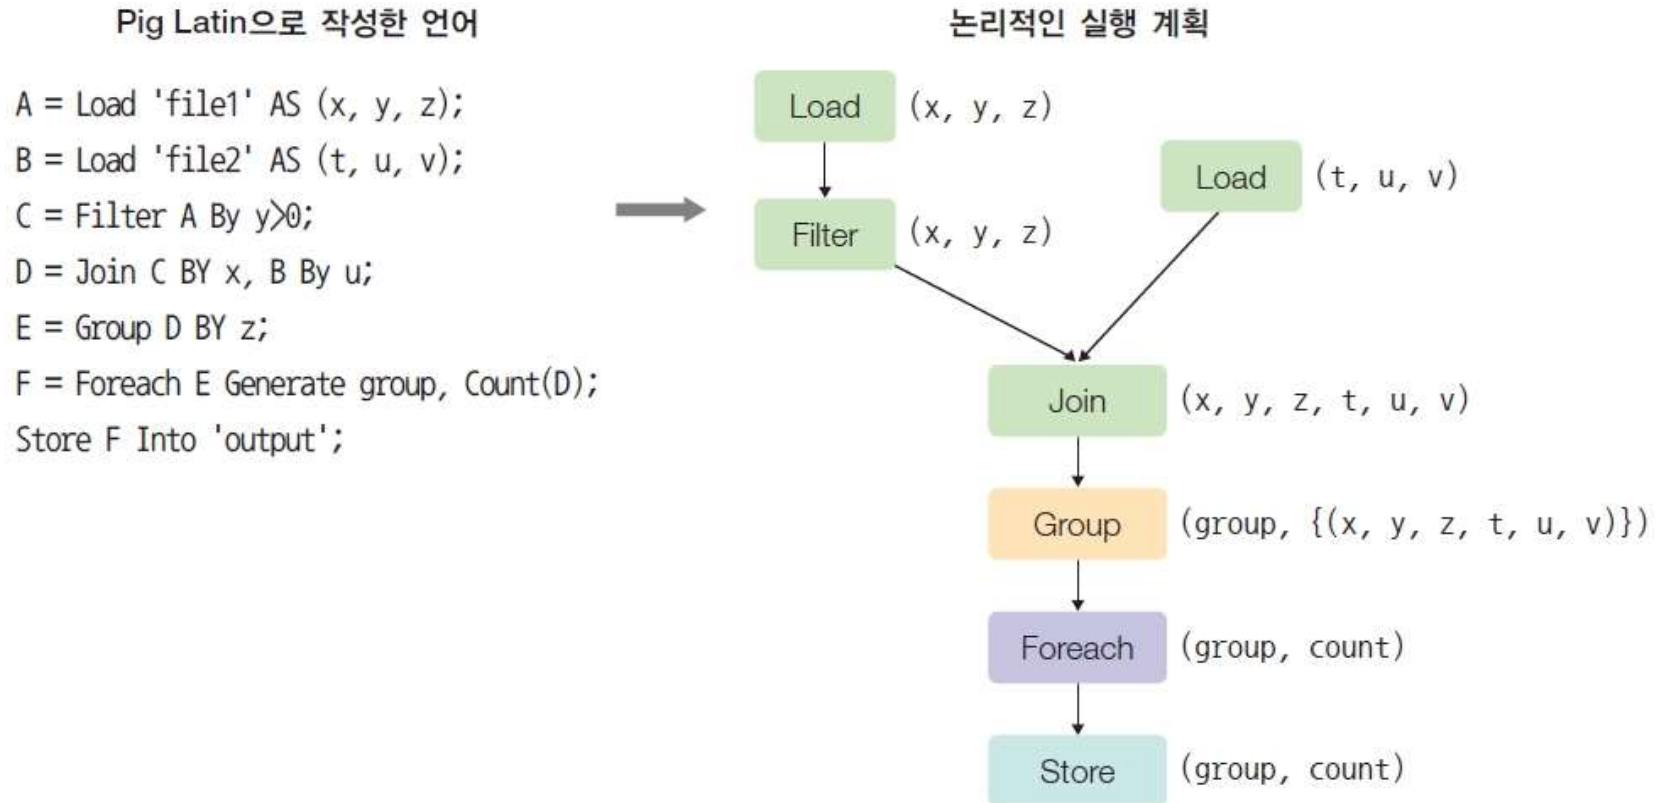 Pig Latin으로 작성한 언어
A = Load 'file1' AS (x, y, z);
B = Load 'file2' AS (t, u, v);
C = Filter A By y>0;
D = Join C BY x, B By u;
E = Group D BY z;
F = Foreach E Generate group, Count(D);
Store F Into 'output';
논리적인 실행 계획
Load (x, y, z)
Load (t, u, v)
Filter (x, y, z)
Join (x, y, z, t, u, v)
Group (group, {(x, y, z, t, u, v)})
Foreach (group, count)
Store (group, count)